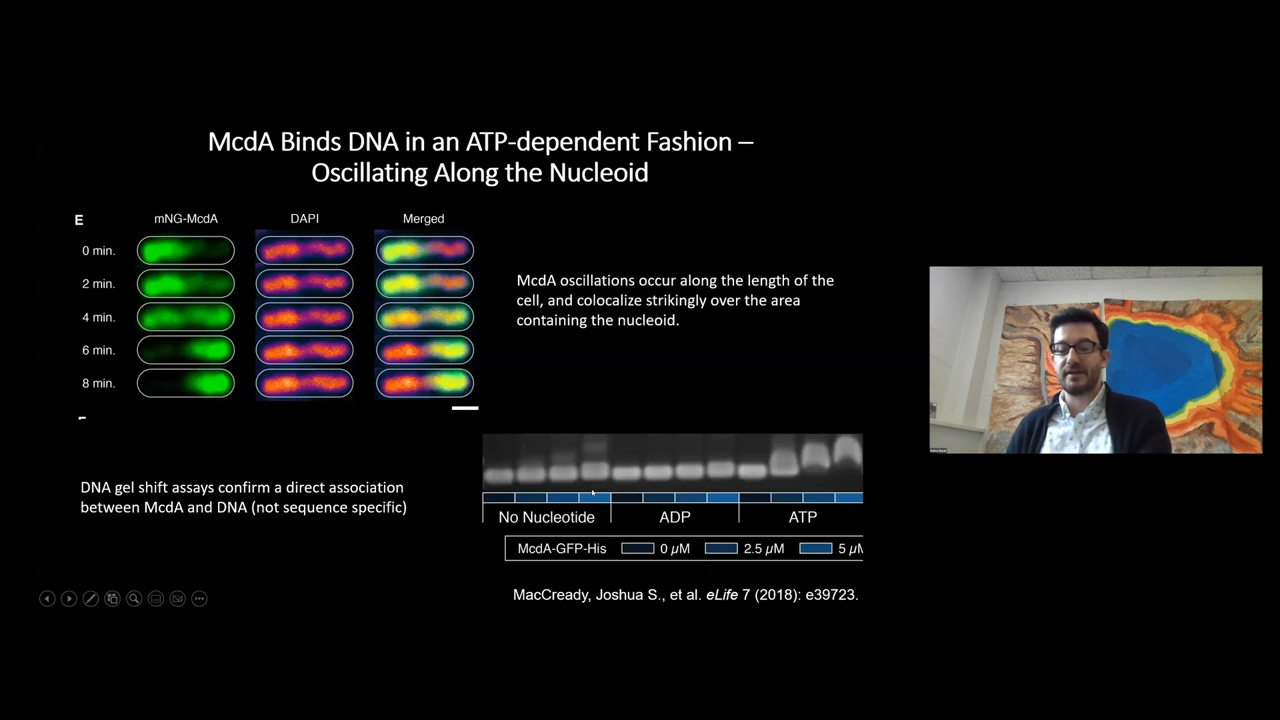 McdA Binds DNA in an ATP-dependent Fashion –
Oscillating Along the Nucleoid
E
mNG-McdA
DAPI
Merged
0 min.
2 min.
4 min.
6 min.
8 min.
McdA oscillations occur along the length of the
cell, and colocalize strikingly over the area
containing the nucleoid.
DNA gel shift assays confirm a direct association
between McdA and DNA (not sequence specific)
No Nucleotide
ADP
ATP
McdA-GFP-His
0 µM
2.5 µM
5 µM
MacCready, Joshua S., et al. eLife 7 (2018): e39723.